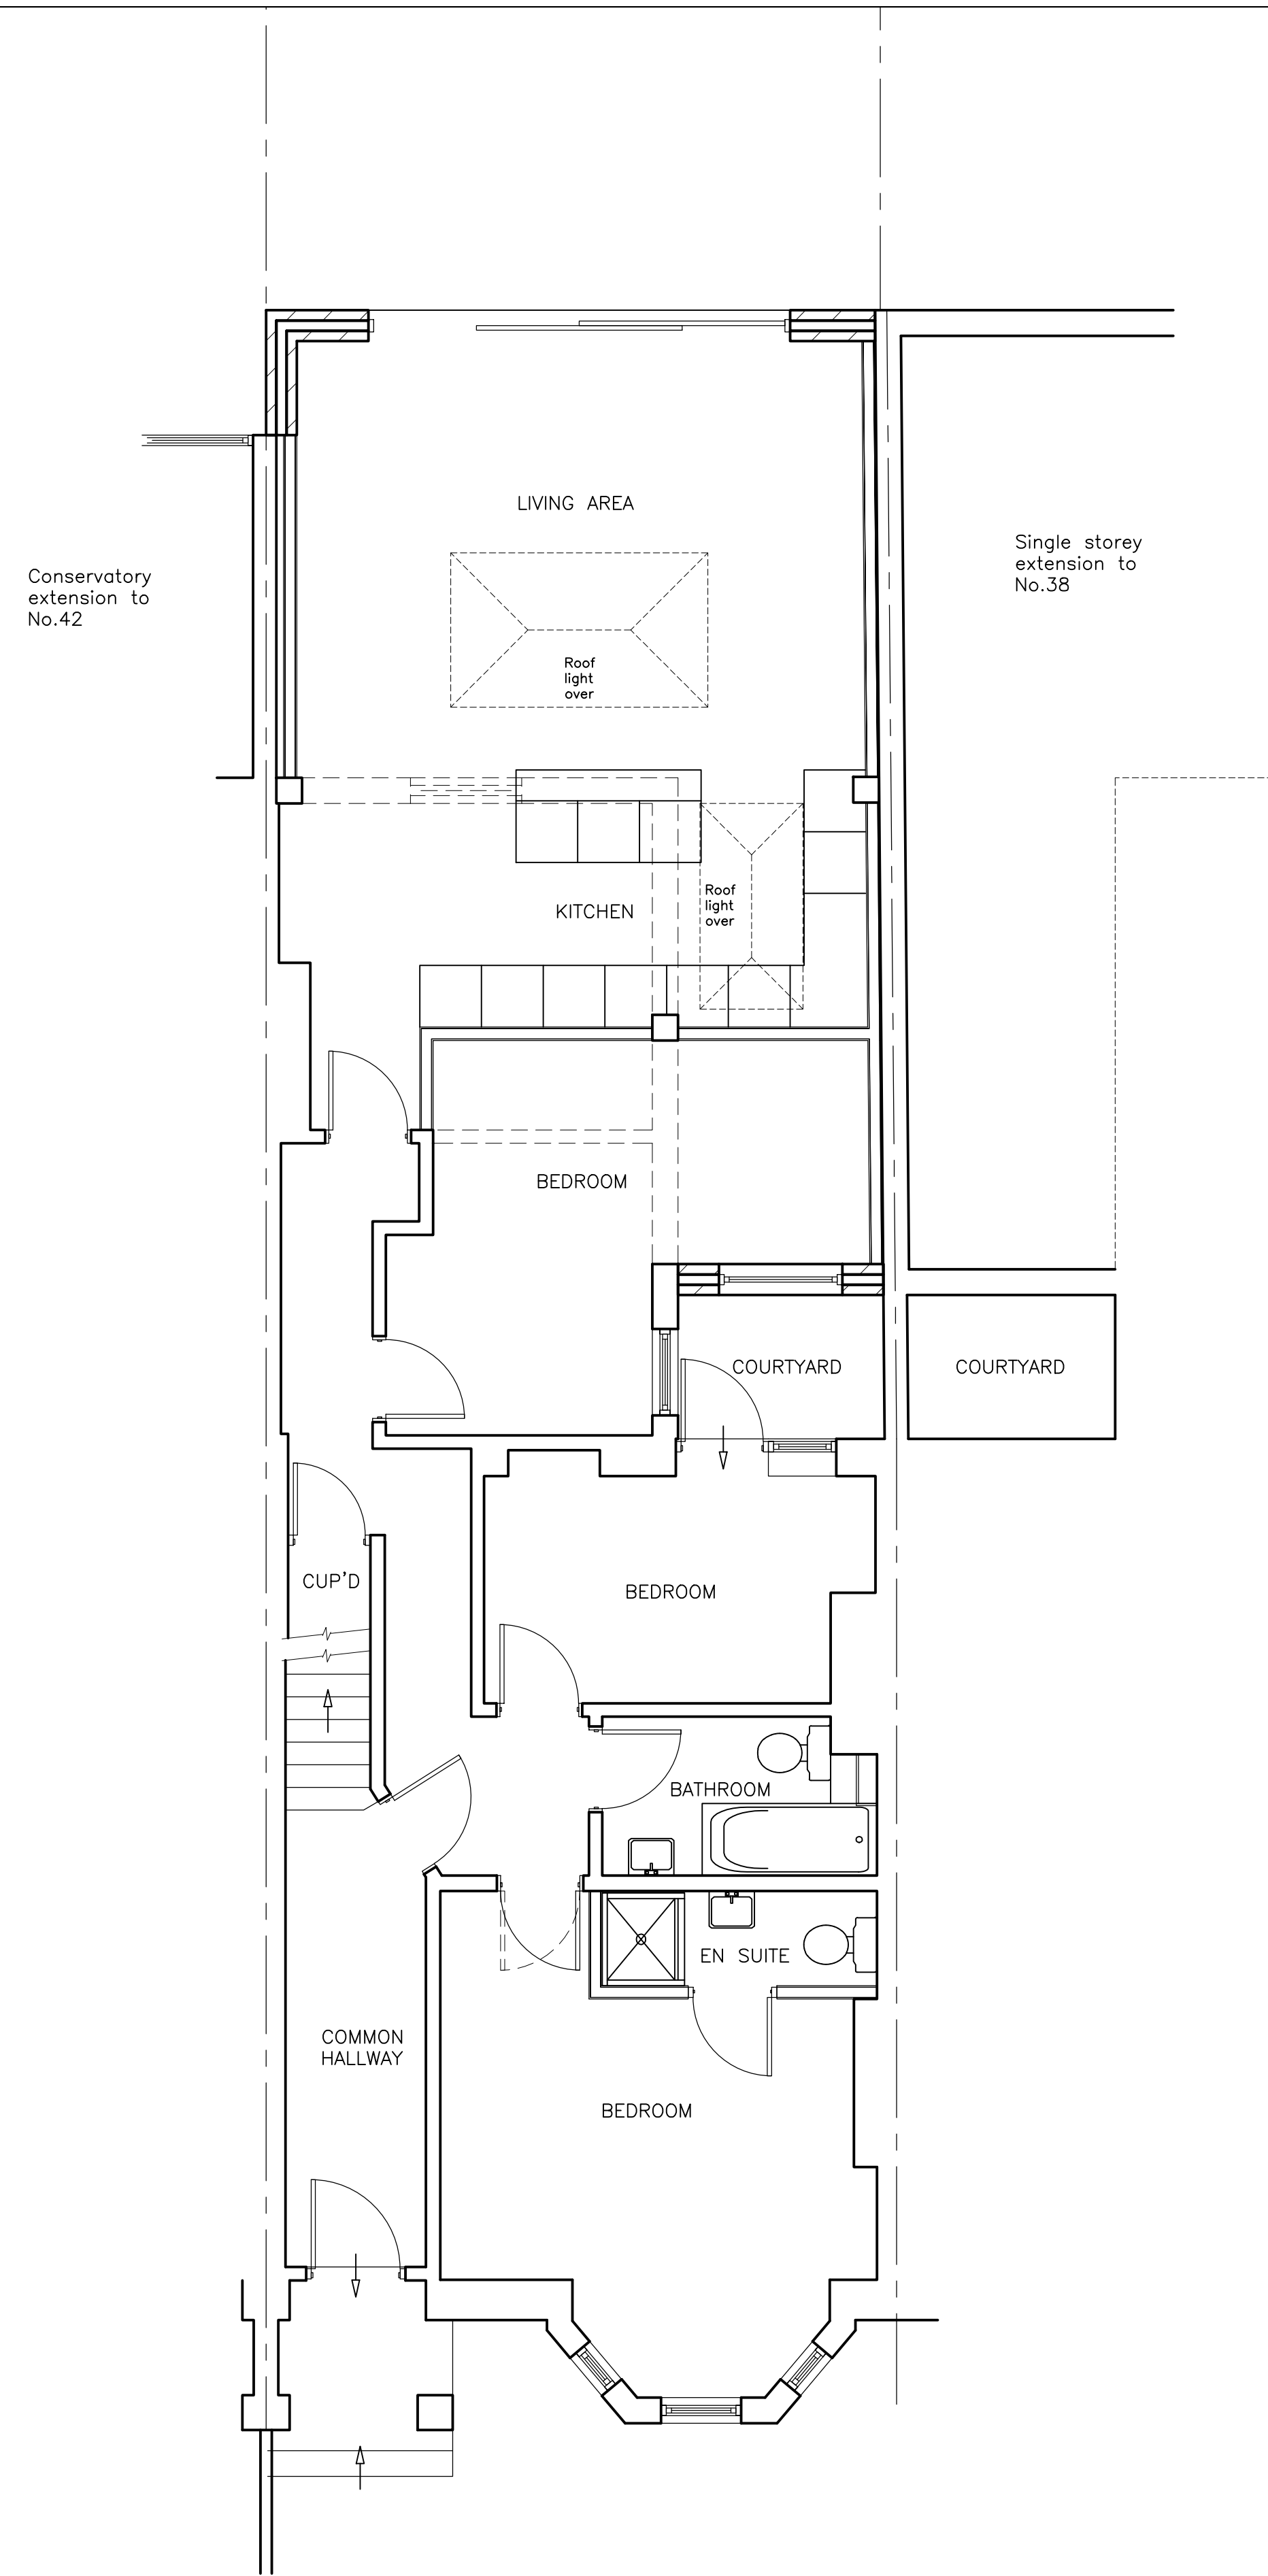 LIVING AREA
Single storey
extension to
No.38
Conservatory
extension to
No.42
Roof
light
over
Roof
light
over
KITCHEN
BEDROOM
COURTYARD
COURTYARD
CUP'D
BEDROOM
BATHROOM
EN SUITE
COMMON
HALLWAY
BEDROOM